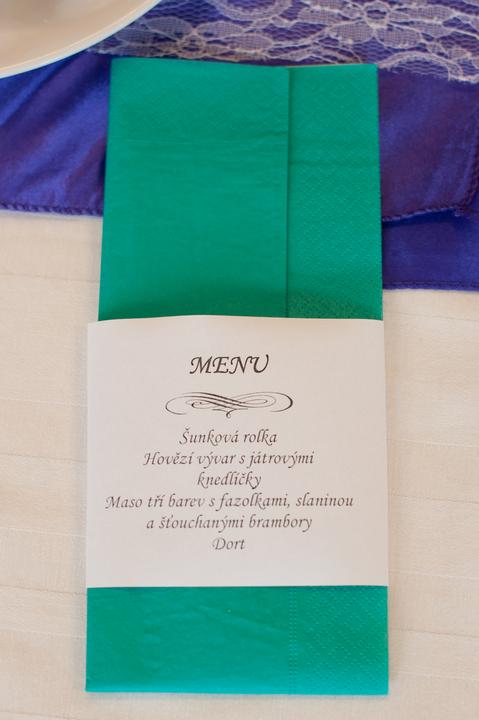 MENU
Šunková rolka
Hovězí vývar s játrovými
knedlíčky
Maso tří barev s fazolkami, slaninou
a šťouchanými brambory
Dort